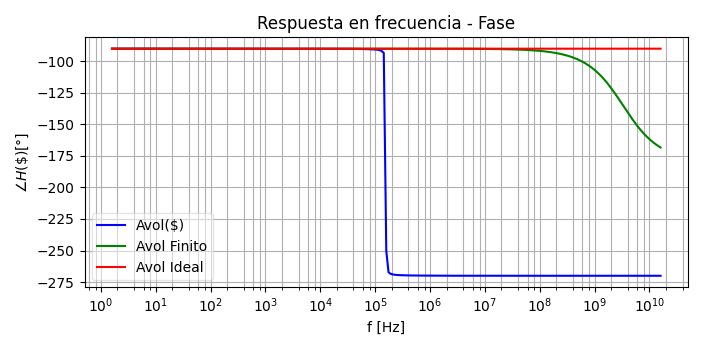 Respuesta en frecuencia - Fase
∠H($)[°]
−100
−125
−150
−175
−200
−225
−250
−275
Avol($)
Avol Finito
Avol Ideal
10⁰ 10¹ 10² 10³ 10⁴ 10⁵ 10⁶ 10⁷ 10⁸ 10⁹ 10¹⁰
f [Hz]